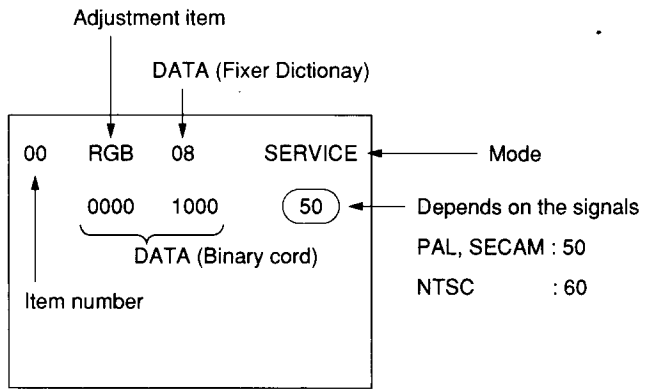 Adjustment item
DATA (Fixer Dictionay)
00 RGB 08 SERVICE
Mode
0000 1000 50
Depends on the signals
DATA (Binary cord)
PAL, SECAM : 50
Item number
NTSC : 60